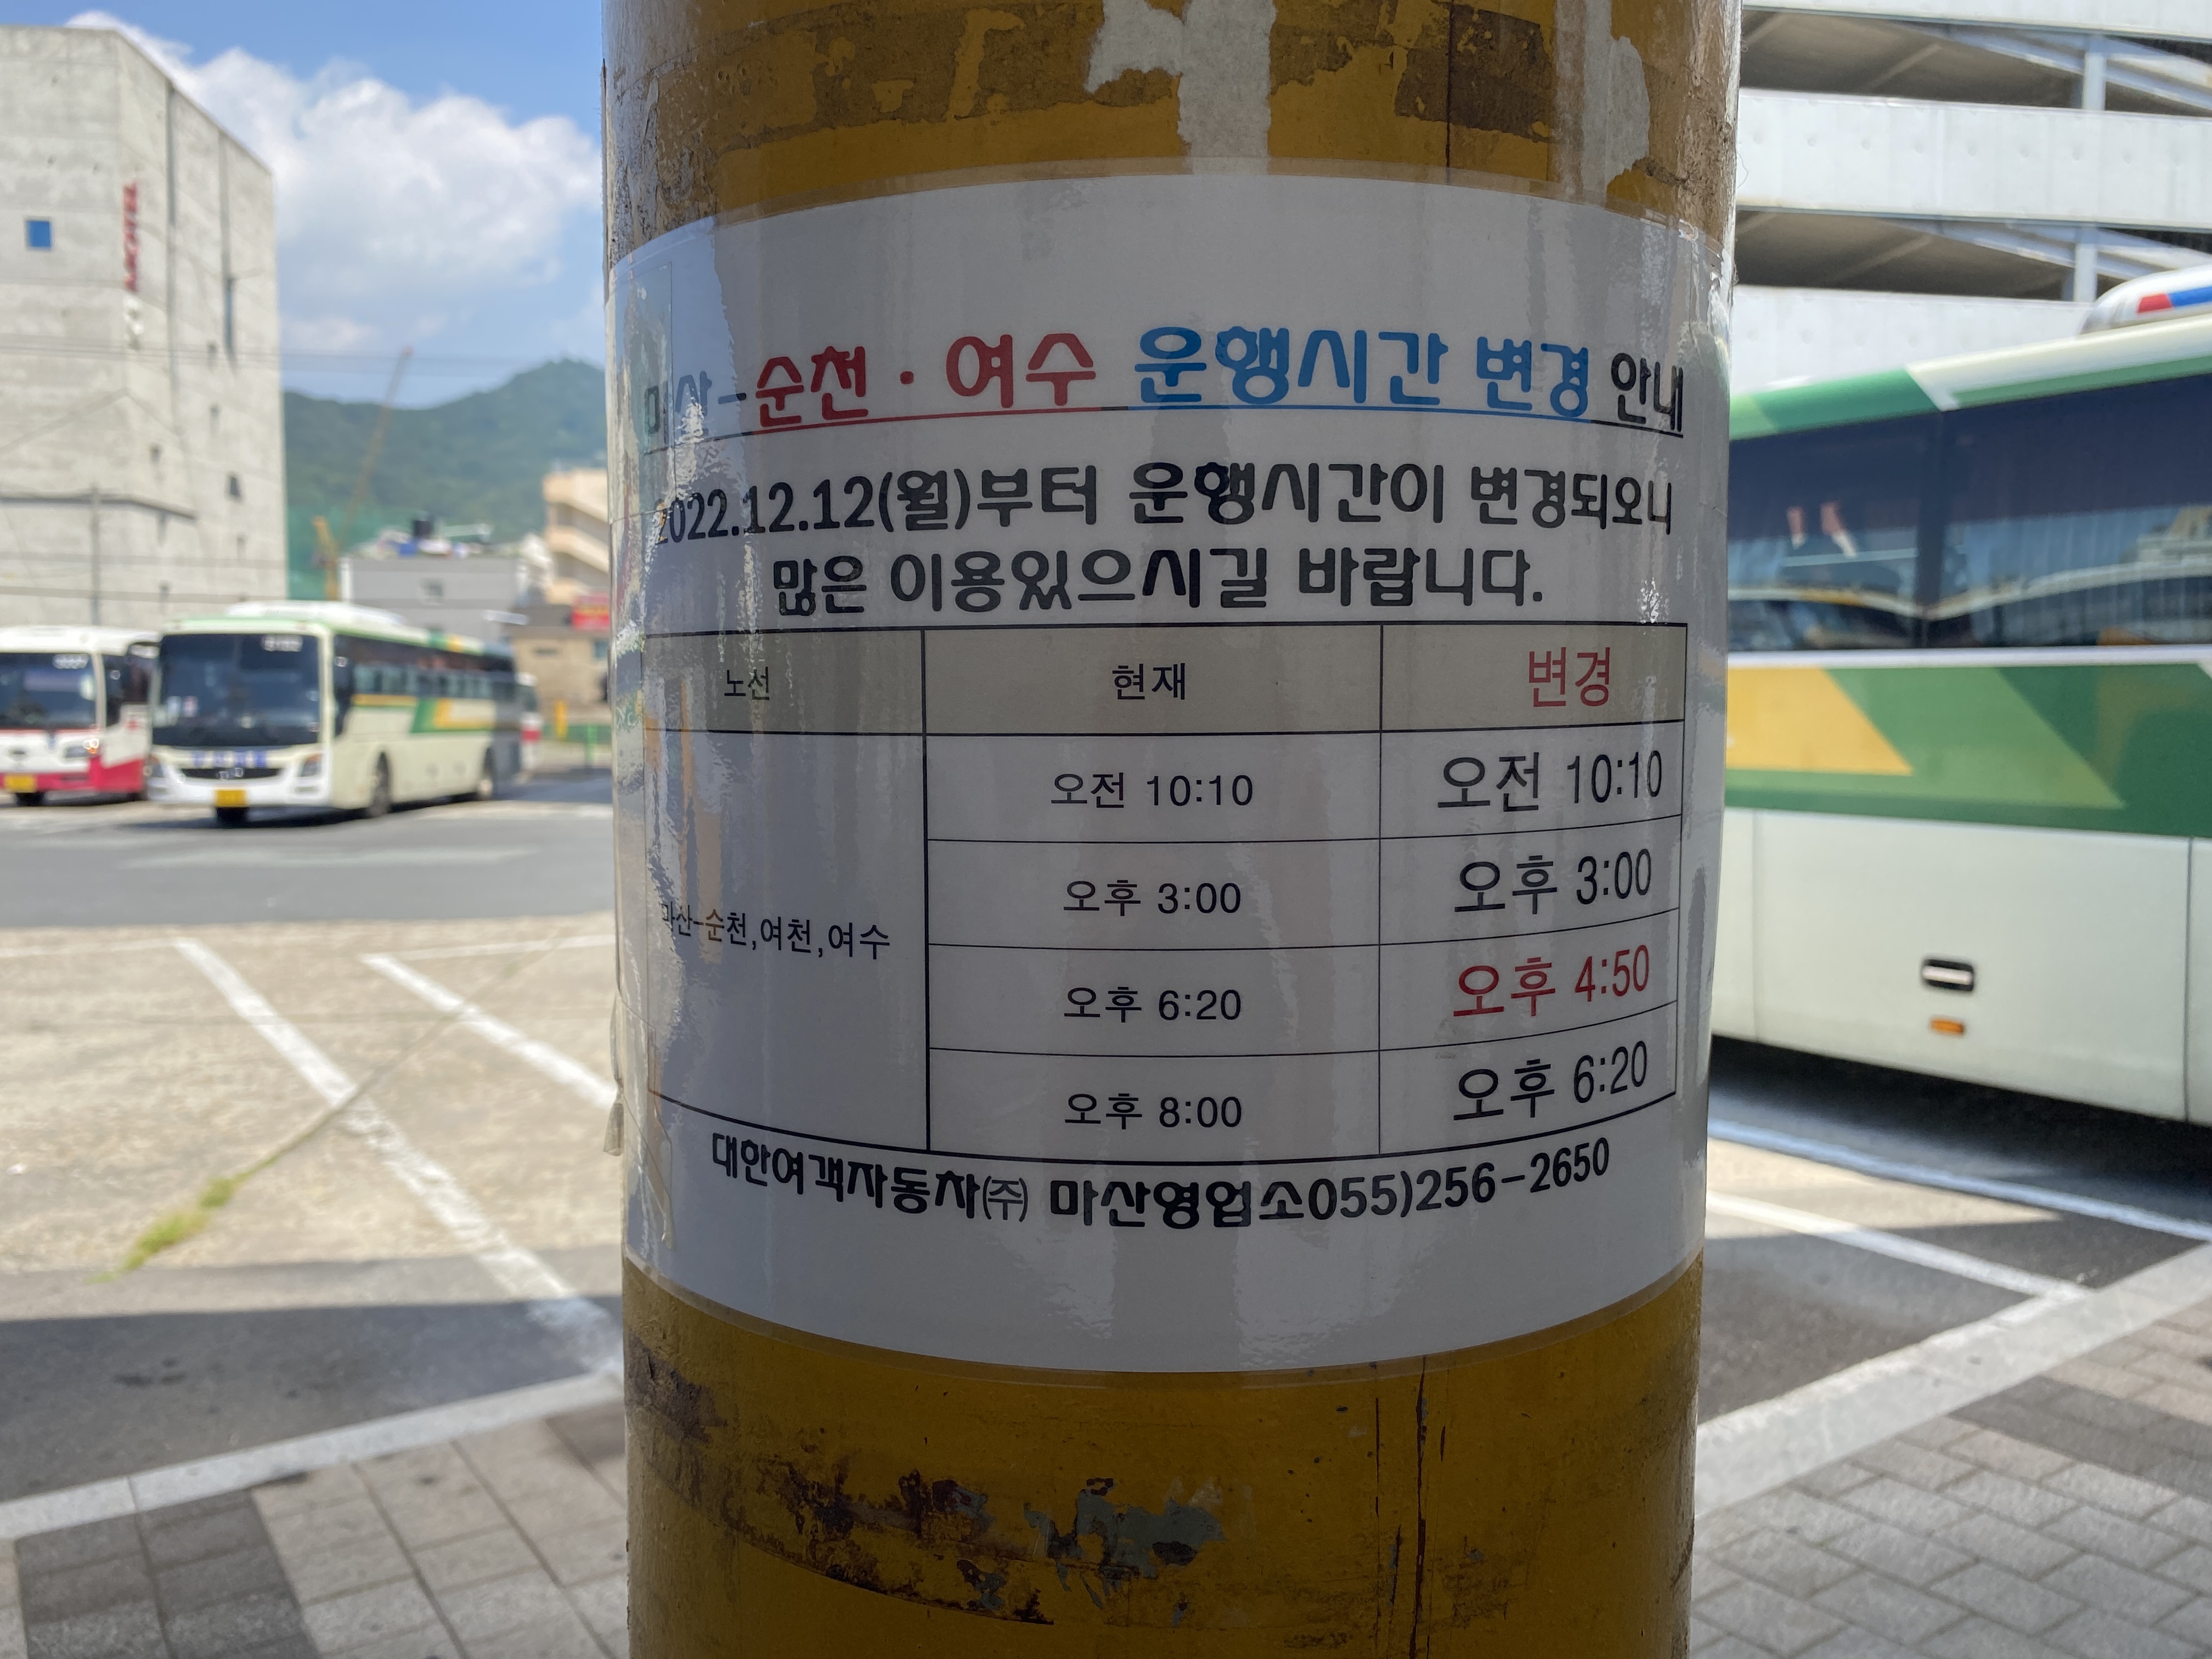 마산-순천·여수 운행시간 변경 안내
2022.12.12(월)부터 운행시간이 변경되오니
많은 이용있으시길 바랍니다.
노선 현재 변경
오전 10:10 오전 10:10
오후 3:00 오후 3:00
마산-순천,여천,여수
오후 6:20 오후 4:50
오후 8:00 오후 6:20
대한여객자동차㈜ 마산영업소055)256-2650